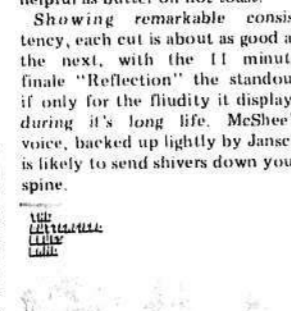 helpful as butter on hot toast.
Showing remarkable consis
tency, each cut is about as good a
the next, with the 11 minut
finale "Reflection" the standou
if only for the fliudity it display
during it's long life. McShee'
voice, backed up lightly by Jansc
is likely to send shivers down you
spine.